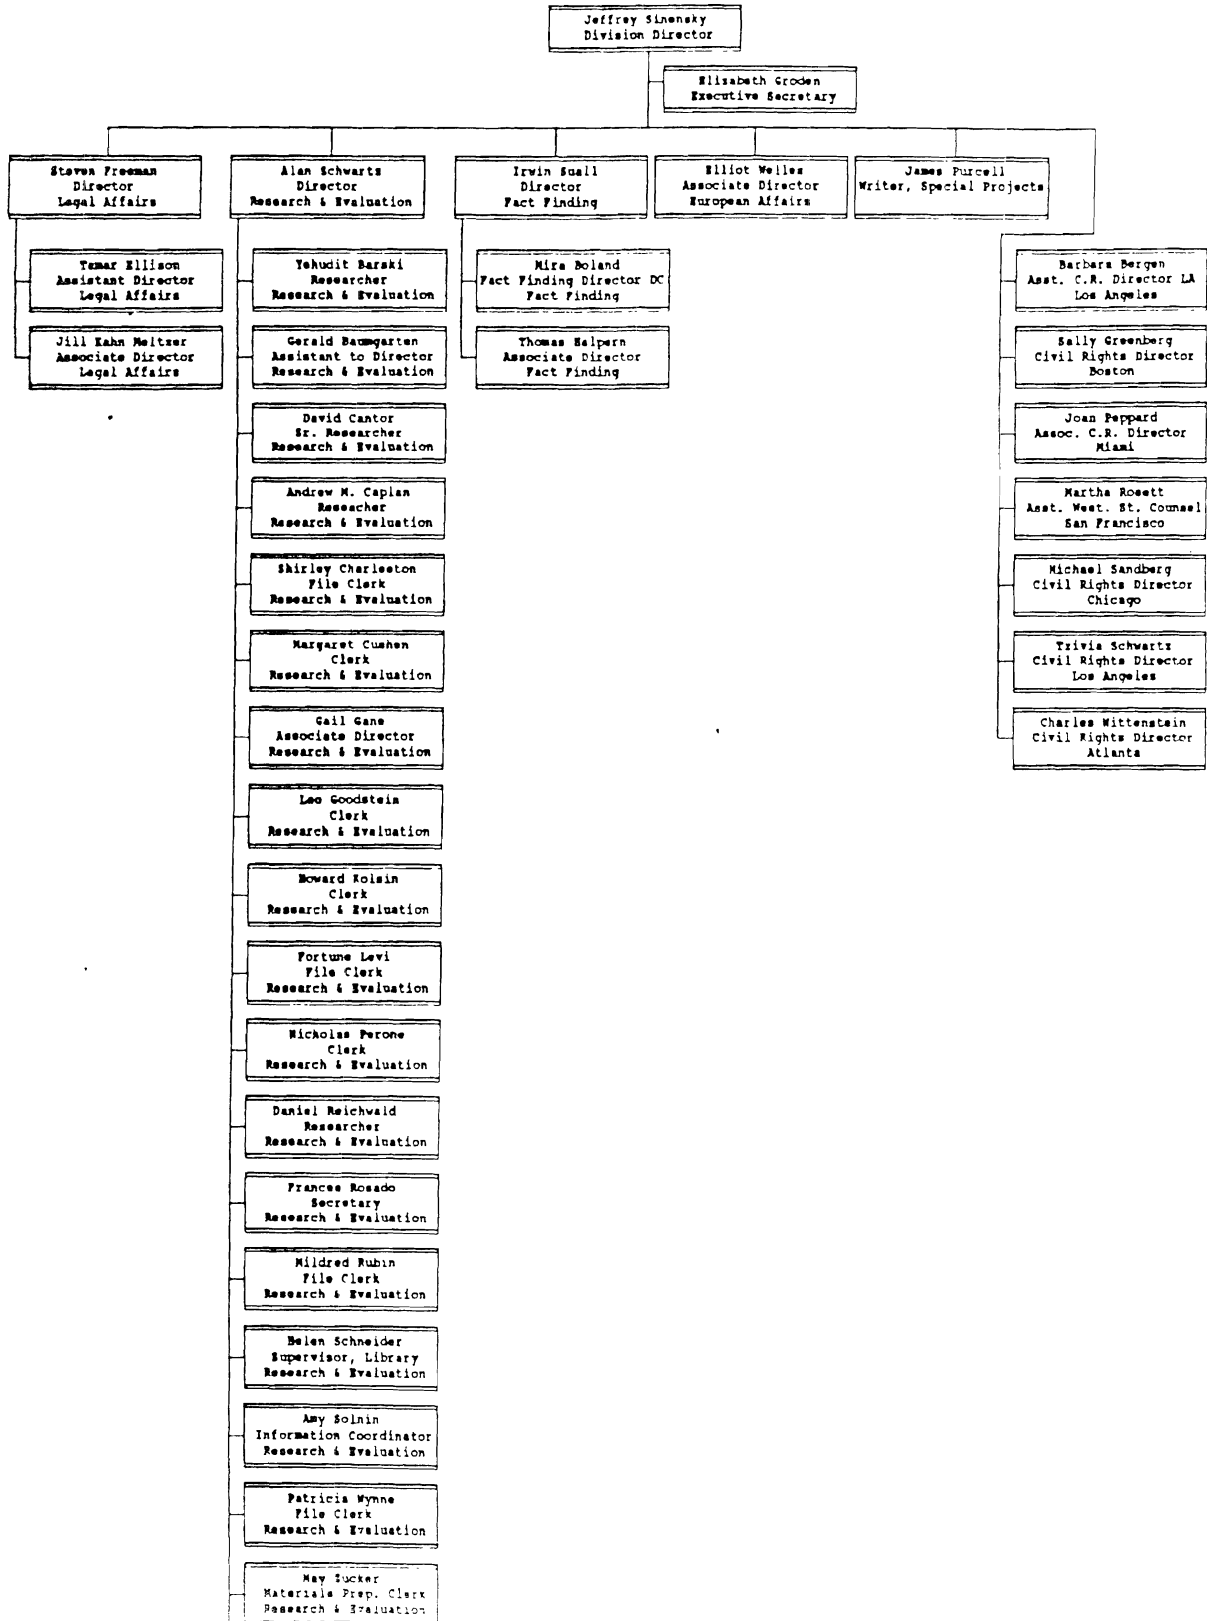 Jeffrey Sinensky
Division Director
Elizabeth Groden
Executive Secretary
Steven Freeman
Director
Legal Affairs
Alan Schwartz
Director
Research & Evaluation
Irwin Suall
Director
Fact Finding
Elliot Welles
Associate Director
European Affairs
James Purcell
Writer, Special Projects
Temar Ellison
Assistant Director
Legal Affairs
Jill Kahn Meltzer
Associate Director
Legal Affairs
Yehudit Barski
Researcher
Research & Evaluation
Gerald Baumgarten
Assistant to Director
Research & Evaluation
David Cantor
Sr. Researcher
Research & Evaluation
Andrew M. Caplan
Reseacher
Research & Evaluation
Shirley Charleston
File Clerk
Research & Evaluation
Margaret Cushen
Clerk
Research & Evaluation
Gail Gans
Associate Director
Research & Evaluation
Leo Goodstein
Clerk
Research & Evaluation
Howard Kolsin
Clerk
Research & Evaluation
Fortune Levi
File Clerk
Research & Evaluation
Nicholas Perone
Clerk
Research & Evaluation
Daniel Reichwald
Researcher
Research & Evaluation
Frances Rosado
Secretary
Research & Evaluation
Mildred Rubin
File Clerk
Research & Evaluation
Helen Schneider
Supervisor, Library
Research & Evaluation
Amy Solnin
Information Coordinator
Research & Evaluation
Patricia Wynne
File Clerk
Research & Evaluation
May Zucker
Materials Prep. Clerk
Research & Evaluation
Mira Boland
Fact Finding Director DC
Fact Finding
Thomas Halpern
Associate Director
Fact Finding
Barbara Bergen
Asst. C.R. Director LA
Los Angeles
Sally Greenberg
Civil Rights Director
Boston
Joan Peppard
Assoc. C.R. Director
Miami
Martha Rosett
Asst. West. St. Counsel
San Francisco
Michael Sandberg
Civil Rights Director
Chicago
Tzivia Schwartz
Civil Rights Director
Los Angeles
Charles Wittenstein
Civil Rights Director
Atlanta